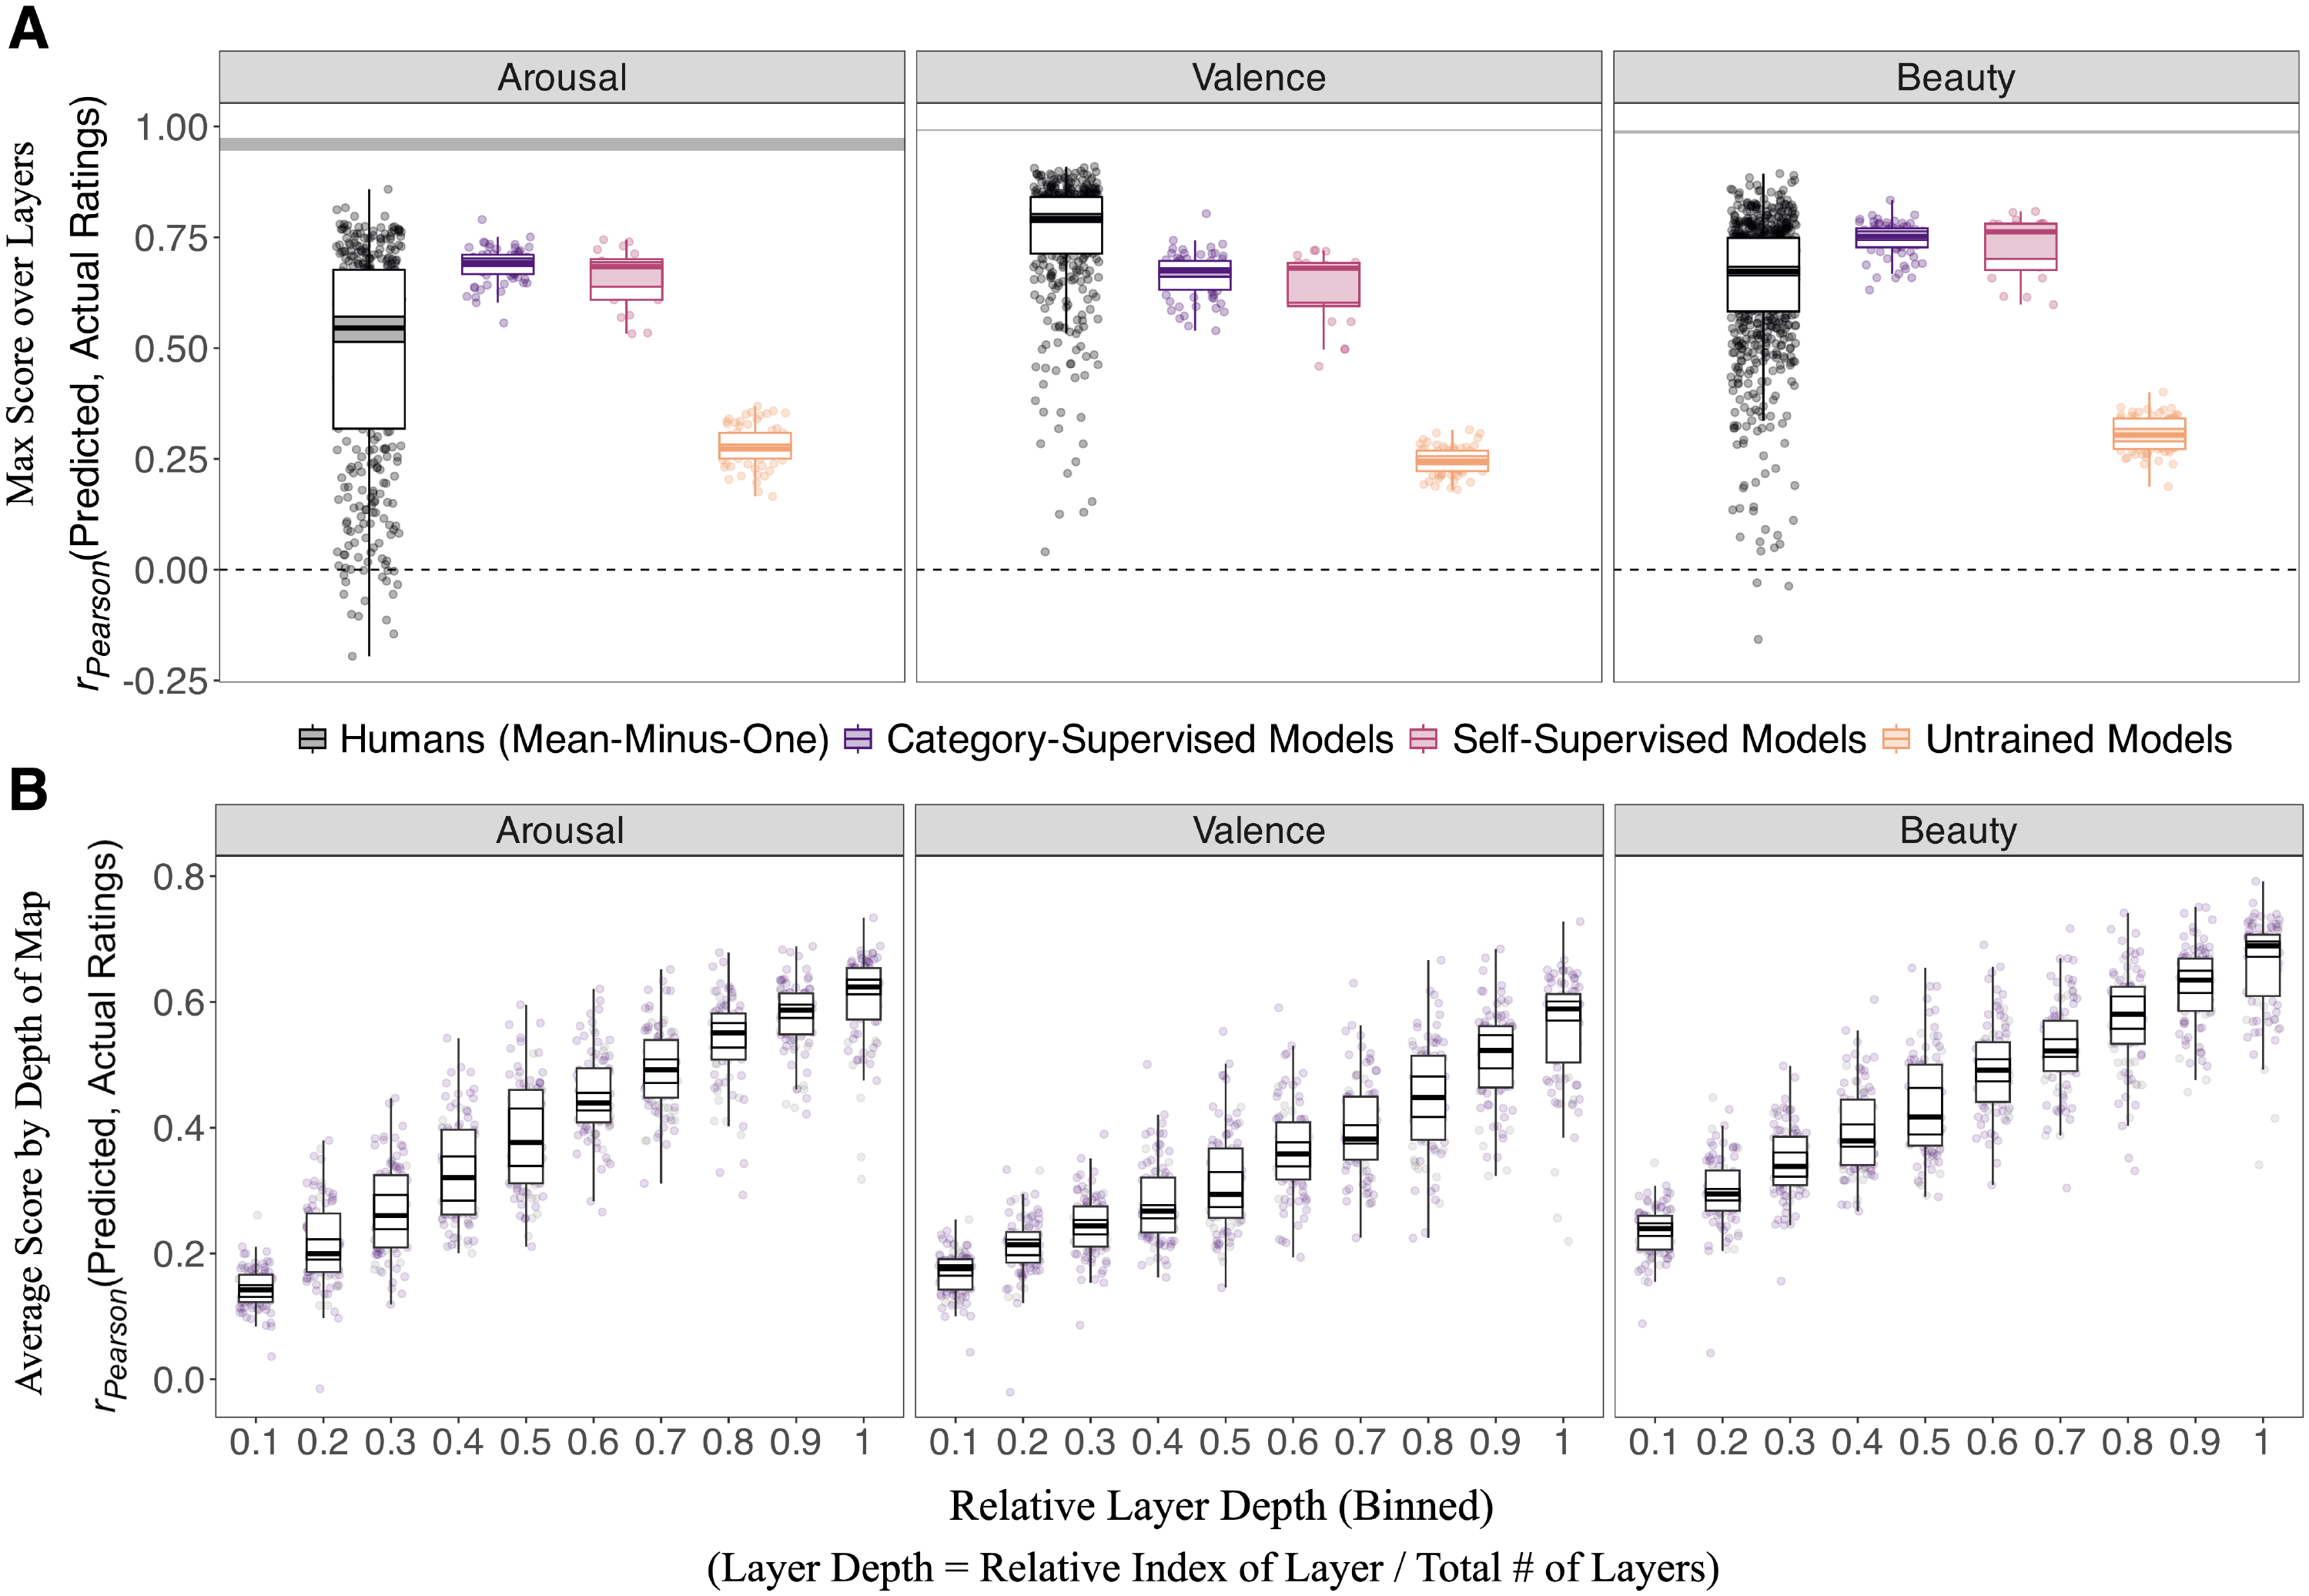 A
Arousal
Valence
Beauty
Max Score over Layers
rPearson(Predicted, Actual Ratings)
1.00
0.75
0.50
0.25
0.00
-0.25
Humans (Mean-Minus-One)
Category-Supervised Models
Self-Supervised Models
Untrained Models
B
Arousal
Valence
Beauty
Average Score by Depth of Map
rPearson(Predicted, Actual Ratings)
0.8
0.6
0.4
0.2
0.0
0.1 0.2 0.3 0.4 0.5 0.6 0.7 0.8 0.9 1
0.1 0.2 0.3 0.4 0.5 0.6 0.7 0.8 0.9 1
0.1 0.2 0.3 0.4 0.5 0.6 0.7 0.8 0.9 1
Relative Layer Depth (Binned)
(Layer Depth = Relative Index of Layer / Total # of Layers)